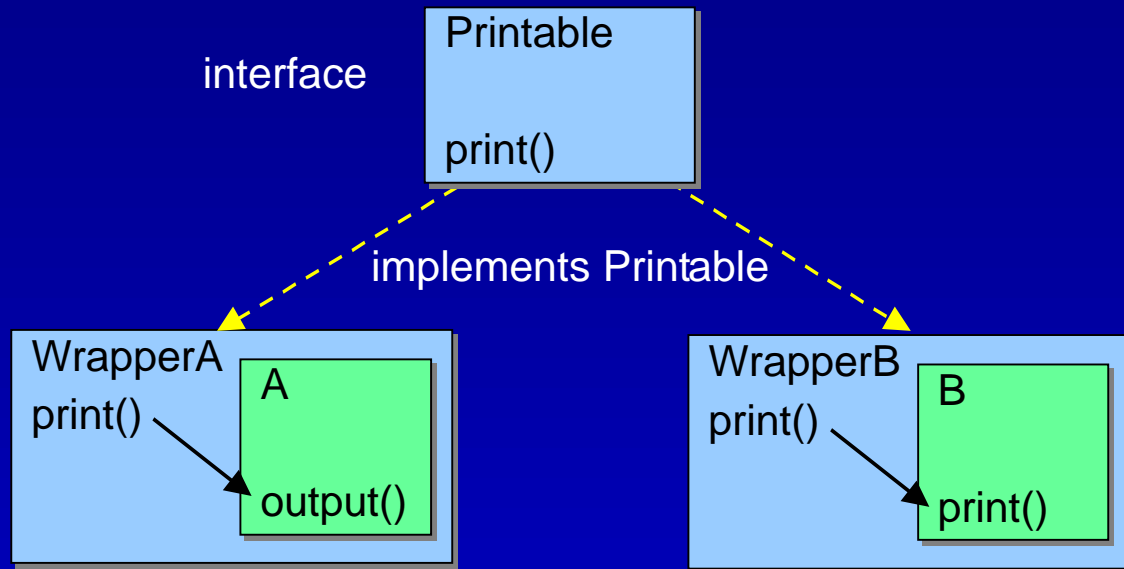 Printable
interface
print()
implements Printable
WrapperA
print()
A
output()
WrapperB
print()
B
print()